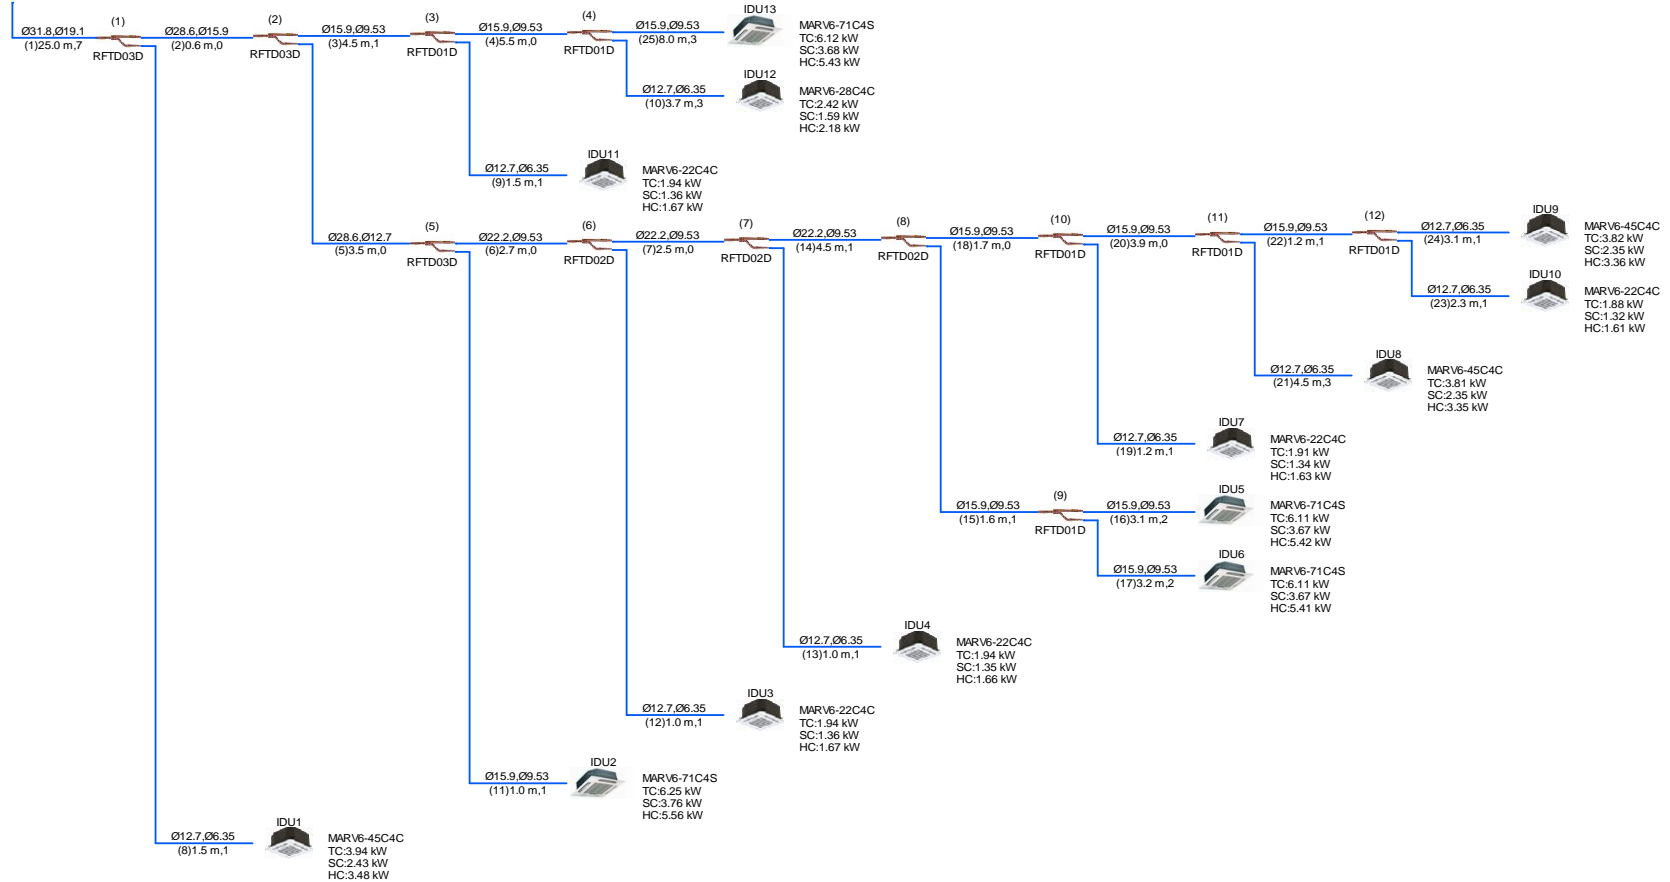 Ø31.8,Ø19.1
(1)25.0 m,7
(1)
RFTD03D
Ø28.6,Ø15.9
(2)0.6 m,0
(2)
RFTD03D
Ø15.9,Ø9.53
(3)4.5 m,1
(3)
RFTD01D
Ø15.9,Ø9.53
(4)5.5 m,0
(4)
RFTD01D
Ø15.9,Ø9.53
(25)8.0 m,3
IDU13
MARV6-71C4S
TC:6.12 kW
SC:3.68 kW
HC:5.43 kW
Ø12.7,Ø6.35
(10)3.7 m,3
IDU12
MARV6-28C4C
TC:2.42 kW
SC:1.59 kW
HC:2.18 kW
Ø12.7,Ø6.35
(9)1.5 m,1
IDU11
MARV6-22C4C
TC:1.94 kW
SC:1.36 kW
HC:1.67 kW
Ø28.6,Ø12.7
(5)3.5 m,0
(5)
RFTD03D
Ø22.2,Ø9.53
(6)2.7 m,0
(6)
RFTD02D
Ø22.2,Ø9.53
(7)2.5 m,0
(7)
RFTD02D
Ø22.2,Ø9.53
(14)4.5 m,1
(8)
RFTD02D
Ø15.9,Ø9.53
(18)1.7 m,0
(10)
RFTD01D
Ø15.9,Ø9.53
(20)3.9 m,0
(11)
RFTD01D
Ø15.9,Ø9.53
(22)1.2 m,1
(12)
RFTD01D
Ø12.7,Ø6.35
(24)3.1 m,1
IDU9
MARV6-45C4C
TC:3.82 kW
SC:2.35 kW
HC:3.36 kW
Ø12.7,Ø6.35
(23)2.3 m,1
IDU10
MARV6-22C4C
TC:1.88 kW
SC:1.32 kW
HC:1.61 kW
Ø12.7,Ø6.35
(21)4.5 m,3
IDU8
MARV6-45C4C
TC:3.81 kW
SC:2.35 kW
HC:3.35 kW
Ø12.7,Ø6.35
(19)1.2 m,1
IDU7
MARV6-22C4C
TC:1.91 kW
SC:1.34 kW
HC:1.63 kW
Ø15.9,Ø9.53
(15)1.6 m,1
(9)
RFTD01D
Ø15.9,Ø9.53
(16)3.1 m,2
IDU5
MARV6-71C4S
TC:6.11 kW
SC:3.67 kW
HC:5.42 kW
Ø15.9,Ø9.53
(17)3.2 m,2
IDU6
MARV6-71C4S
TC:6.11 kW
SC:3.67 kW
HC:5.41 kW
Ø12.7,Ø6.35
(13)1.0 m,1
IDU4
MARV6-22C4C
TC:1.94 kW
SC:1.35 kW
HC:1.66 kW
Ø12.7,Ø6.35
(12)1.0 m,1
IDU3
MARV6-22C4C
TC:1.94 kW
SC:1.36 kW
HC:1.67 kW
Ø15.9,Ø9.53
(11)1.0 m,1
IDU2
MARV6-71C4S
TC:6.25 kW
SC:3.76 kW
HC:5.56 kW
Ø12.7,Ø6.35
(8)1.5 m,1
IDU1
MARV6-45C4C
TC:3.94 kW
SC:2.43 kW
HC:3.48 kW